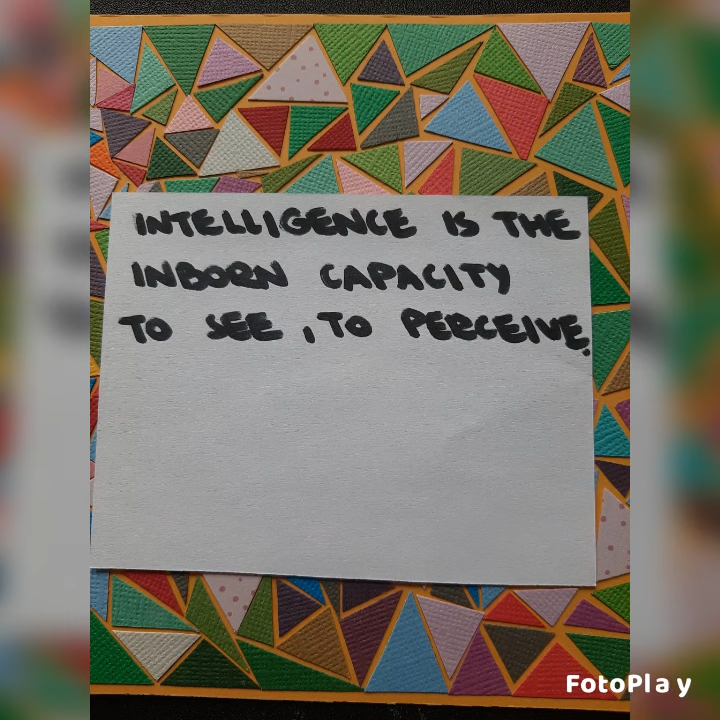 INTELLIGENCE IS THE
INBORN CAPACITY
TO SEE, TO PERCEIVE.
FotoPlay